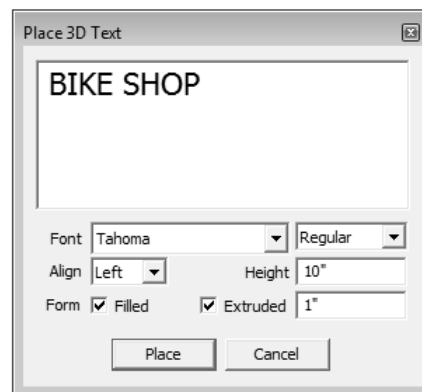 Place 3D Text
BIKE SHOP
Font Tahoma Regular
Align Left Height 10"
Form Filled Extruded 1"
Place Cancel